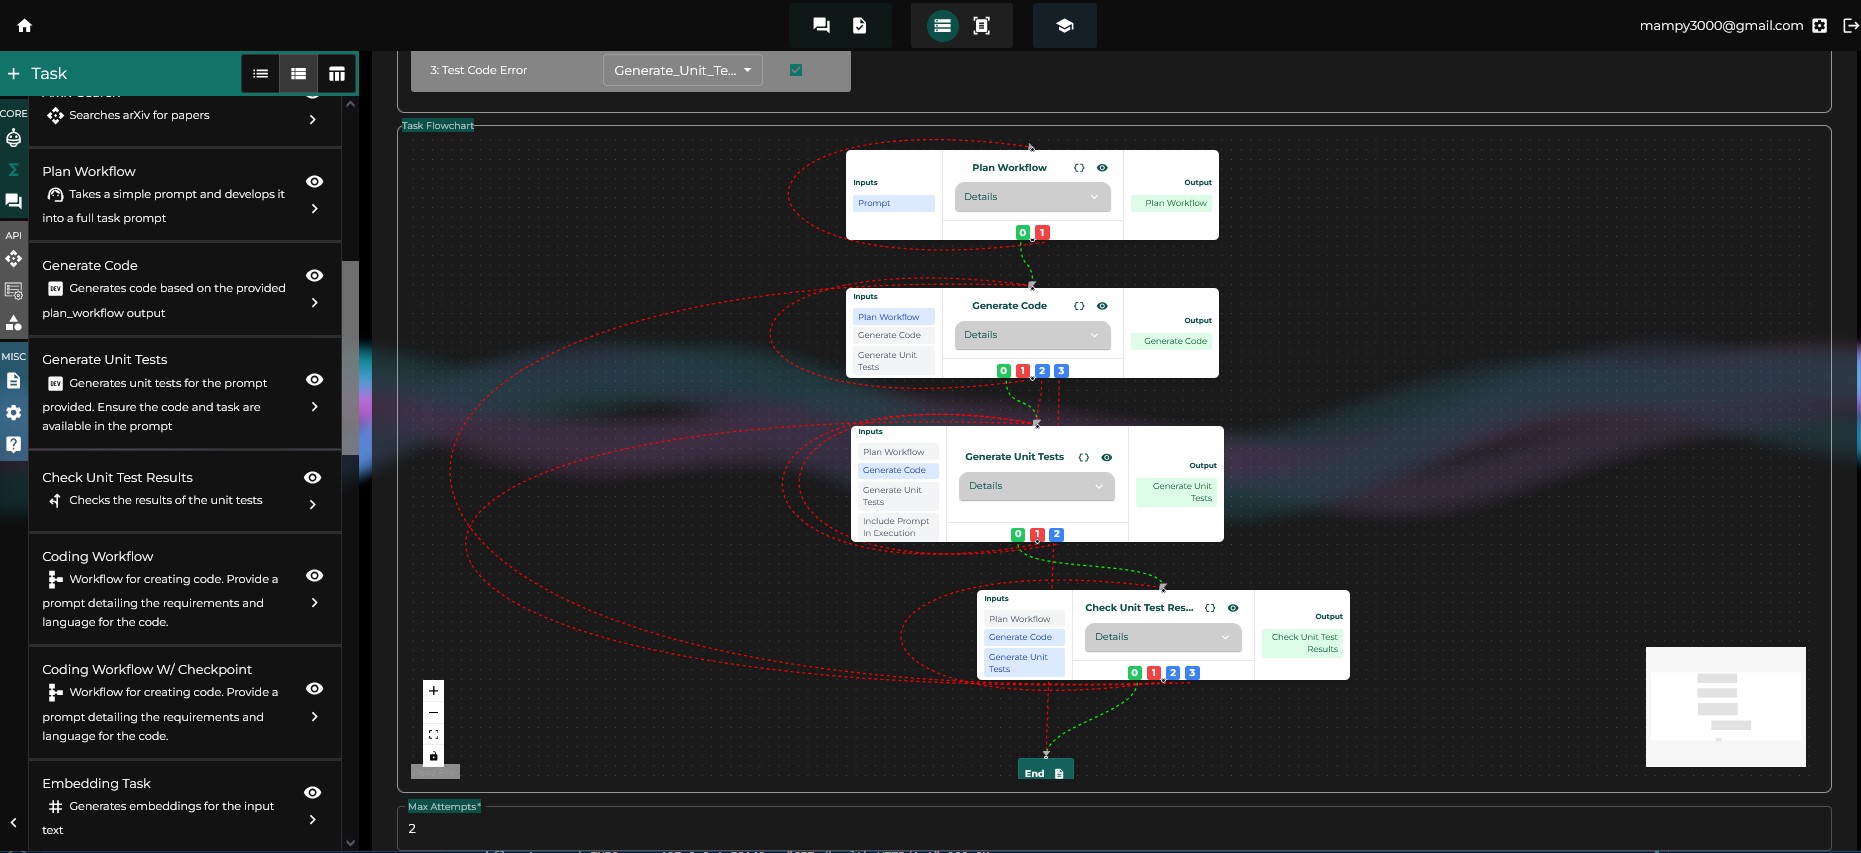 mampy3000@gmail.com
Task
CORE
Searches arXiv for papers
Plan Workflow
Takes a simple prompt and develops it
into a full task prompt
API
Generate Code
DEV Generates code based on the provided
plan_workflow output
MISC
Generate Unit Tests
DEV Generates unit tests for the prompt
provided. Ensure the code and task are
available in the prompt
Check Unit Test Results
Checks the results of the unit tests
Coding Workflow
Workflow for creating code. Provide a
prompt detailing the requirements and
language for the code.
Coding Workflow W/ Checkpoint
Workflow for creating code. Provide a
prompt detailing the requirements and
language for the code.
Embedding Task
Generates embeddings for the input
text
3: Test Code Error
Generate_Unit_Te...
Task Flowchart
Plan Workflow
Inputs
Prompt
Details
Output
Plan Workflow
0 1
Inputs
Plan Workflow
Generate Code
Generate Unit
Tests
Generate Code
Details
Output
Generate Code
0 1 2 3
Inputs
Plan Workflow
Generate Code
Generate Unit
Tests
Include Prompt
In Execution
Generate Unit Tests
Details
Output
Generate Unit
Tests
0 1 2
Inputs
Plan Workflow
Generate Code
Generate Unit
Tests
Check Unit Test Res...
Details
Output
Check Unit Test
Results
0 1 2 3
End
Max Attempts*
2